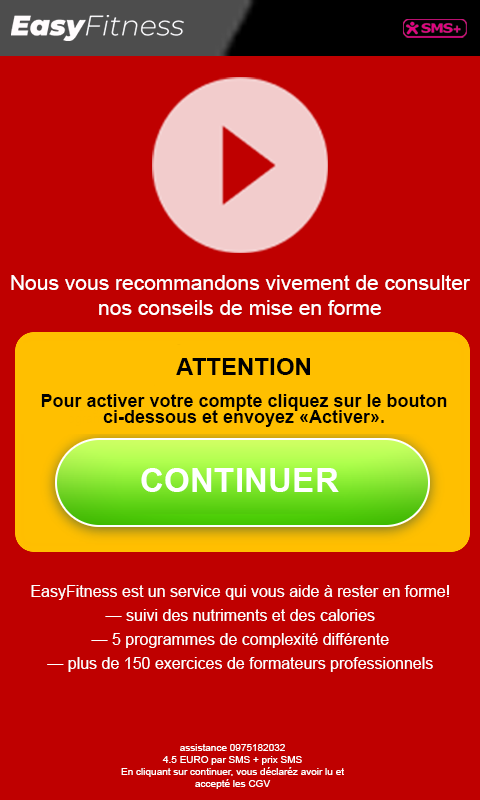 EasyFitness
SMS+
Nous vous recommandons vivement de consulter
nos conseils de mise en forme
ATTENTION
Pour activer votre compte cliquez sur le bouton
ci-dessous et envoyez «Activer».
CONTINUER
EasyFitness est un service qui vous aide à rester en forme!
— suivi des nutriments et des calories
— 5 programmes de complexité différente
— plus de 150 exercices de formateurs professionnels
assistance 0975182032
4.5 EURO par SMS + prix SMS
En cliquant sur continuer, vous déclaréz avoir lu et
accepté les CGV